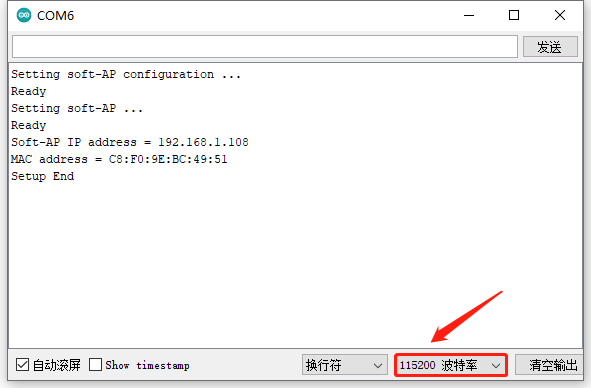 COM6
发送
Setting soft-AP configuration ...
Ready
Setting soft-AP ...
Ready
Soft-AP IP address = 192.168.1.108
MAC address = C8:F0:9E:BC:49:51
Setup End
自动滚屏 Show timestamp 换行符 115200 波特率 清空输出